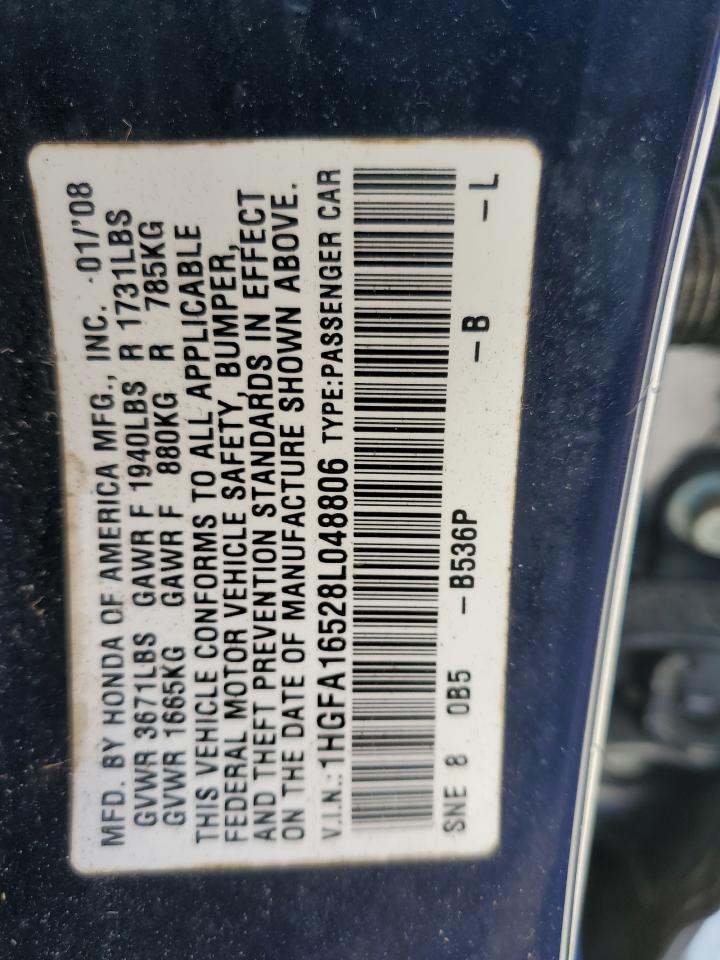 MFD. BY HONDA OF AMERICA MFG., INC. 01/'08
GVWR 3671LBS GAWR F 1940LBS R 1731LBS
GVWR 1665KG GAWR F 880KG R 785KG
THIS VEHICLE CONFORMS TO ALL APPLICABLE
FEDERAL MOTOR VEHICLE SAFETY, BUMPER,
AND THEFT PREVENTION STANDARDS IN EFFECT
ON THE DATE OF MANUFACTURE SHOWN ABOVE.
V.I.N.: 1HGFA16528L048806 TYPE:PASSENGER CAR
SNE 8 0B5 -B536P -B -L